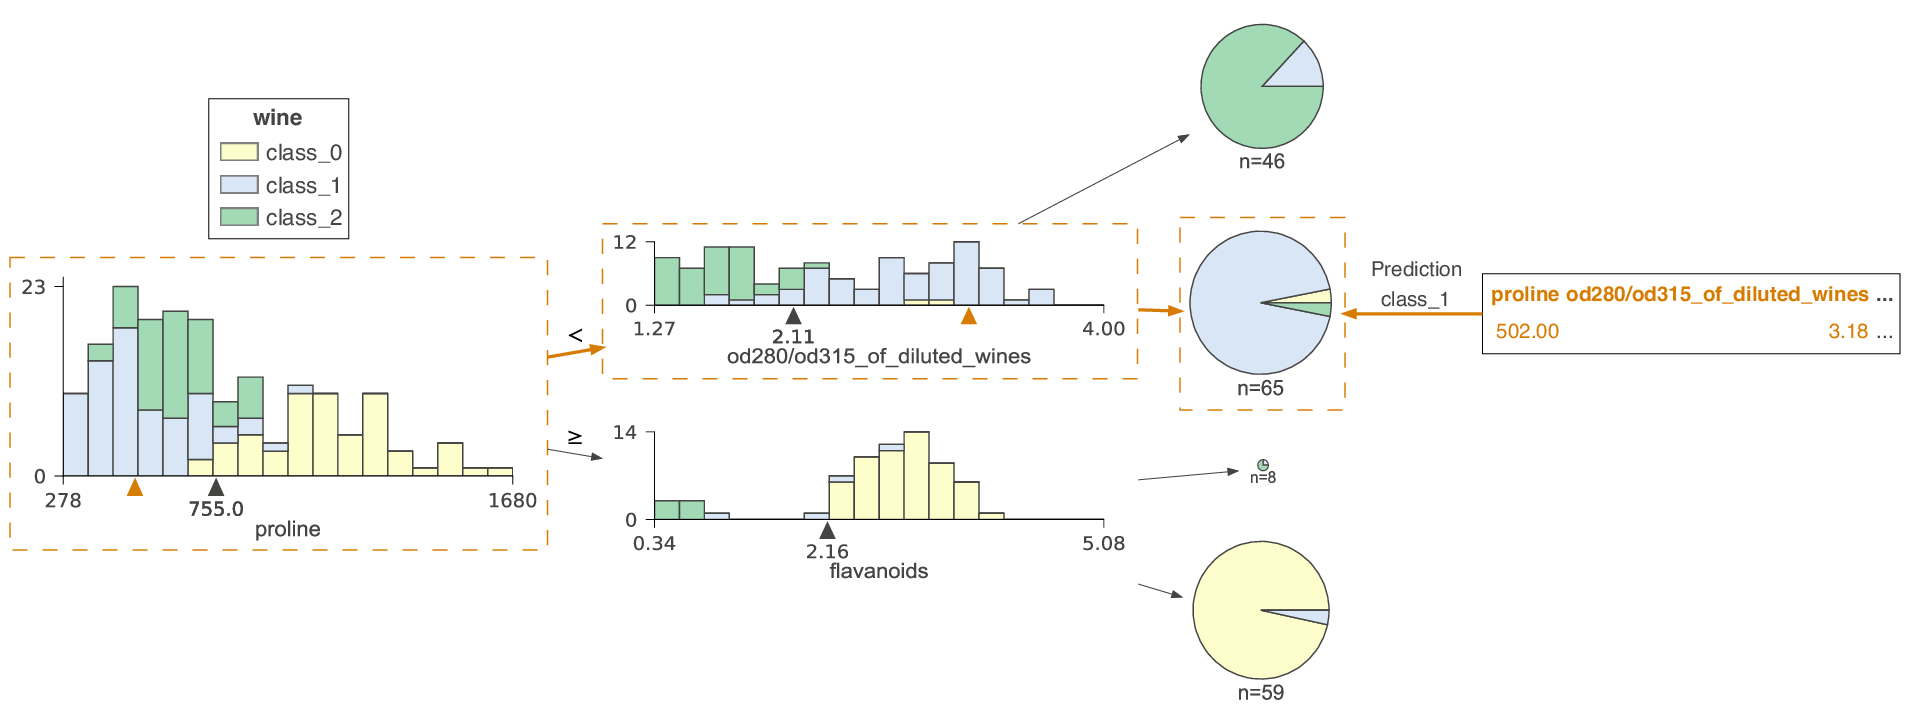 wine
class_0
class_1
class_2
23
0
278
755.0
1680
proline
<
≥
12
0
1.27
2.11
4.00
od280/od315_of_diluted_wines
14
0
0.34
2.16
5.08
flavanoids
n=46
n=65
n=8
n=59
Prediction
class_1
proline od280/od315_of_diluted_wines ...
502.00 3.18 ...